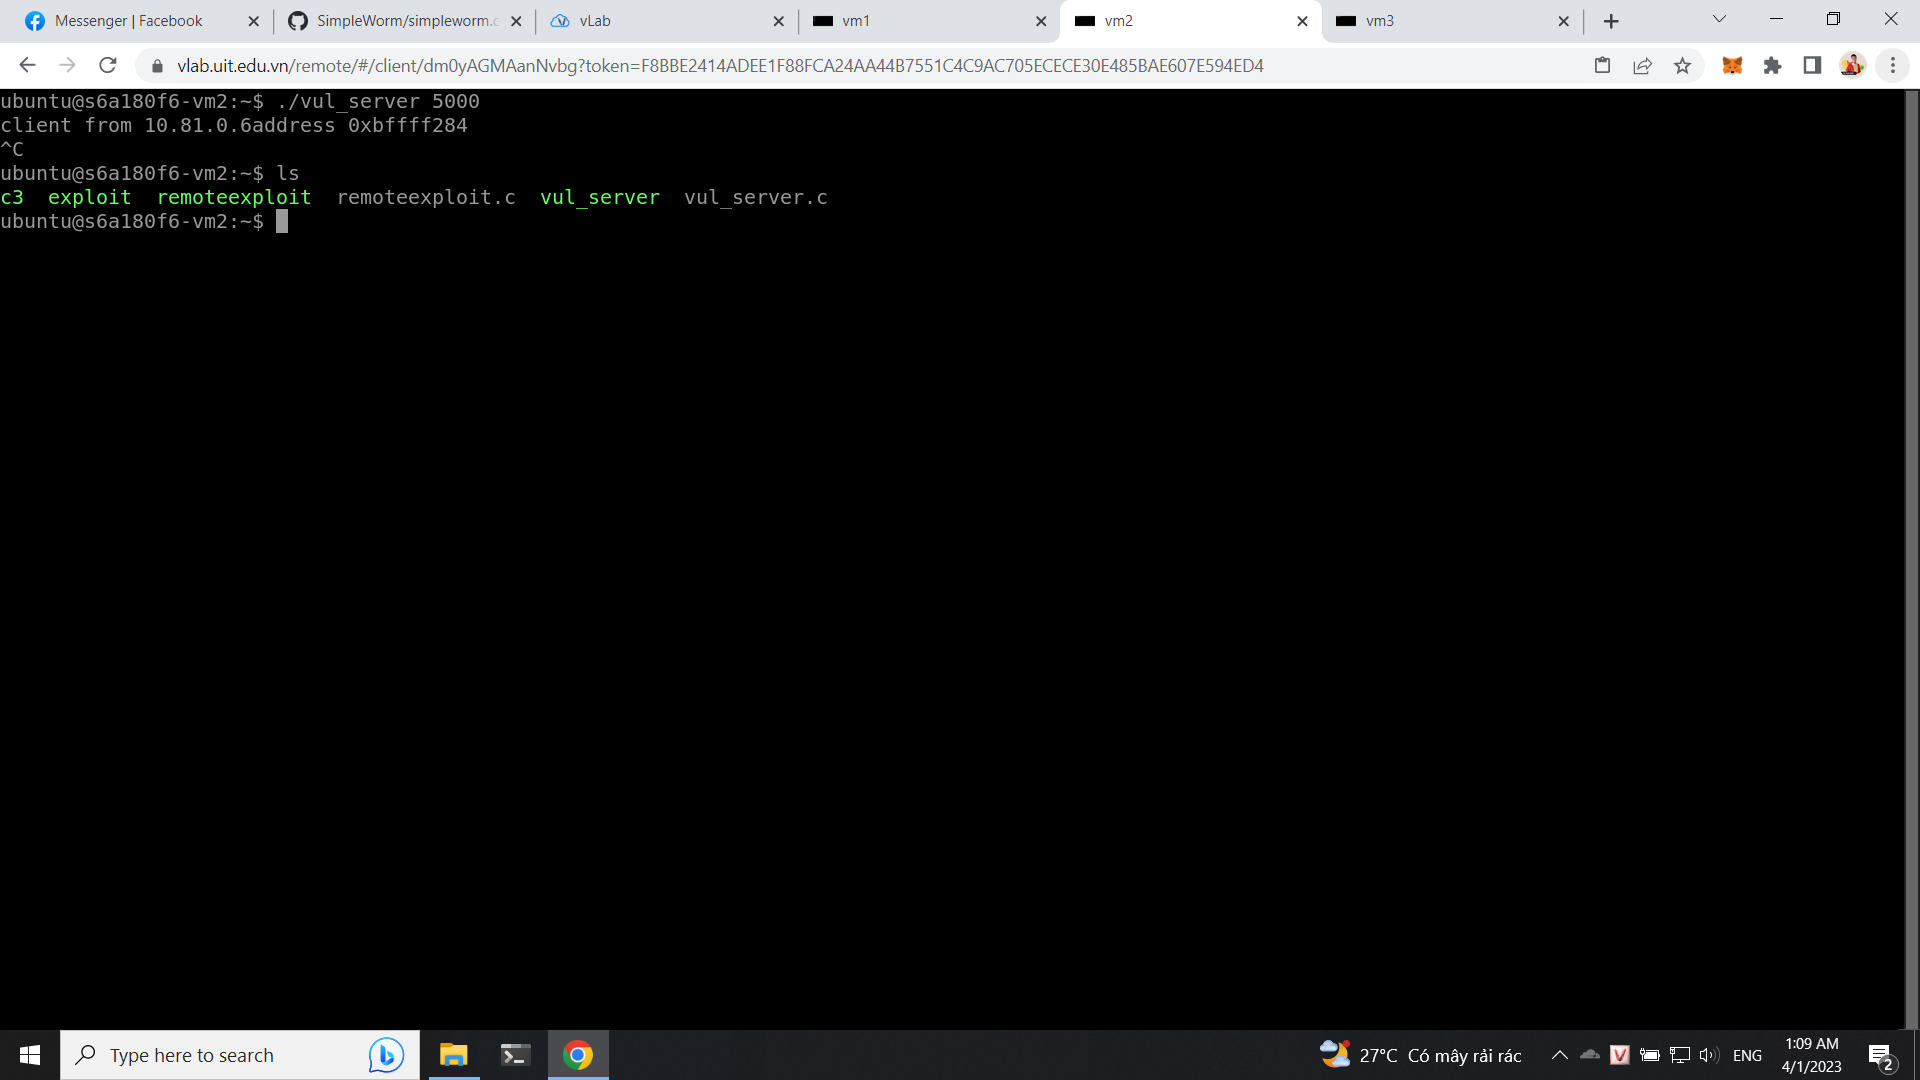 Messenger | Facebook
SimpleWorm/simpleworm.c
vLab
vm1
vm2
vm3
vlab.uit.edu.vn/remote/#/client/dm0yAGMAanNvbg?token=F8BBE2414ADEE1F88FCA24AA44B7551C4C9AC705ECECE30E485BAE607E594ED4
ubuntu@s6a180f6-vm2:~$ ./vul_server 5000
client from 10.81.0.6address 0xbffff284
^C
ubuntu@s6a180f6-vm2:~$ ls
c3  exploit  remoteexploit  remoteexploit.c  vul_server  vul_server.c
ubuntu@s6a180f6-vm2:~$
Type here to search
27°C Có mây rải rác
ENG
1:09 AM
4/1/2023
2